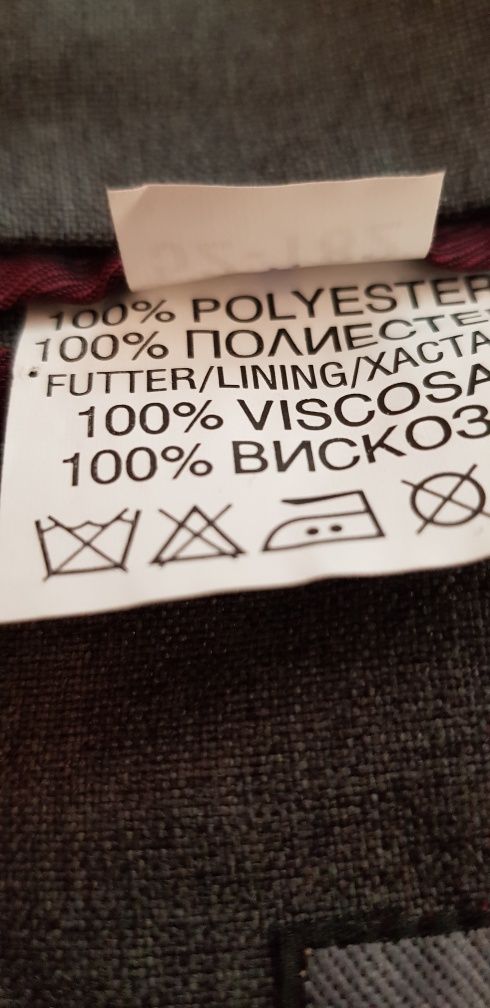 100% POLYESTER
100% ПОЛИЕСТЕ
*FUTTER/LINING/ХАСТА
100% VISCOSA
100% ВИСКОЗ